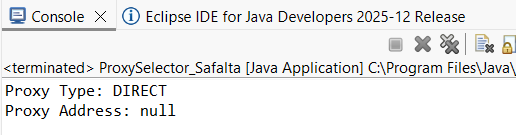 Console Eclipse IDE for Java Developers 2025-12 Release
<terminated> ProxySelector_Safalta [Java Application] C:\Program Files\Java\
Proxy Type: DIRECT
Proxy Address: null